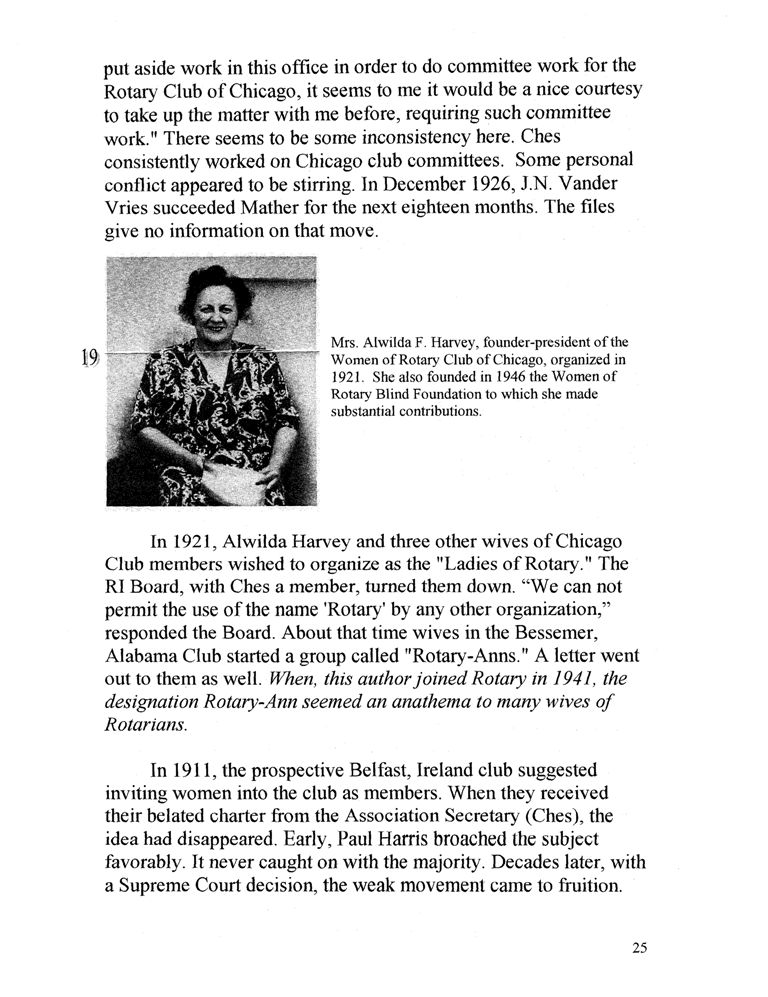 put aside work in this office in order to do committee work for the
Rotary Club of Chicago, it seems to me it would be a nice courtesy
to take up the matter with me before, requiring such committee
work." There seems to be some inconsistency here. Ches
consistently worked on Chicago club committees.  Some personal
conflict appeared to be stirring. In December 1926, J.N. Vander
Vries succeeded Mather for the next eighteen months. The files
give no information on that move.
19
Mrs. Alwilda F. Harvey, founder-president of the
Women of Rotary Club of Chicago, organized in
1921.  She also founded in 1946 the Women of
Rotary Blind Foundation to which she made
substantial contributions.
In 1921, Alwilda Harvey and three other wives of Chicago
Club members wished to organize as the "Ladies of Rotary." The
RI Board, with Ches a member, turned them down. “We can not
permit the use of the name 'Rotary' by any other organization,”
responded the Board. About that time wives in the Bessemer,
Alabama Club started a group called "Rotary-Anns." A letter went
out to them as well. When, this author joined Rotary in 1941, the
designation Rotary-Ann seemed an anathema to many wives of
Rotarians.
In 1911, the prospective Belfast, Ireland club suggested
inviting women into the club as members. When they received
their belated charter from the Association Secretary (Ches), the
idea had disappeared. Early, Paul Harris broached the subject
favorably. It never caught on with the majority. Decades later, with
a Supreme Court decision, the weak movement came to fruition.
25